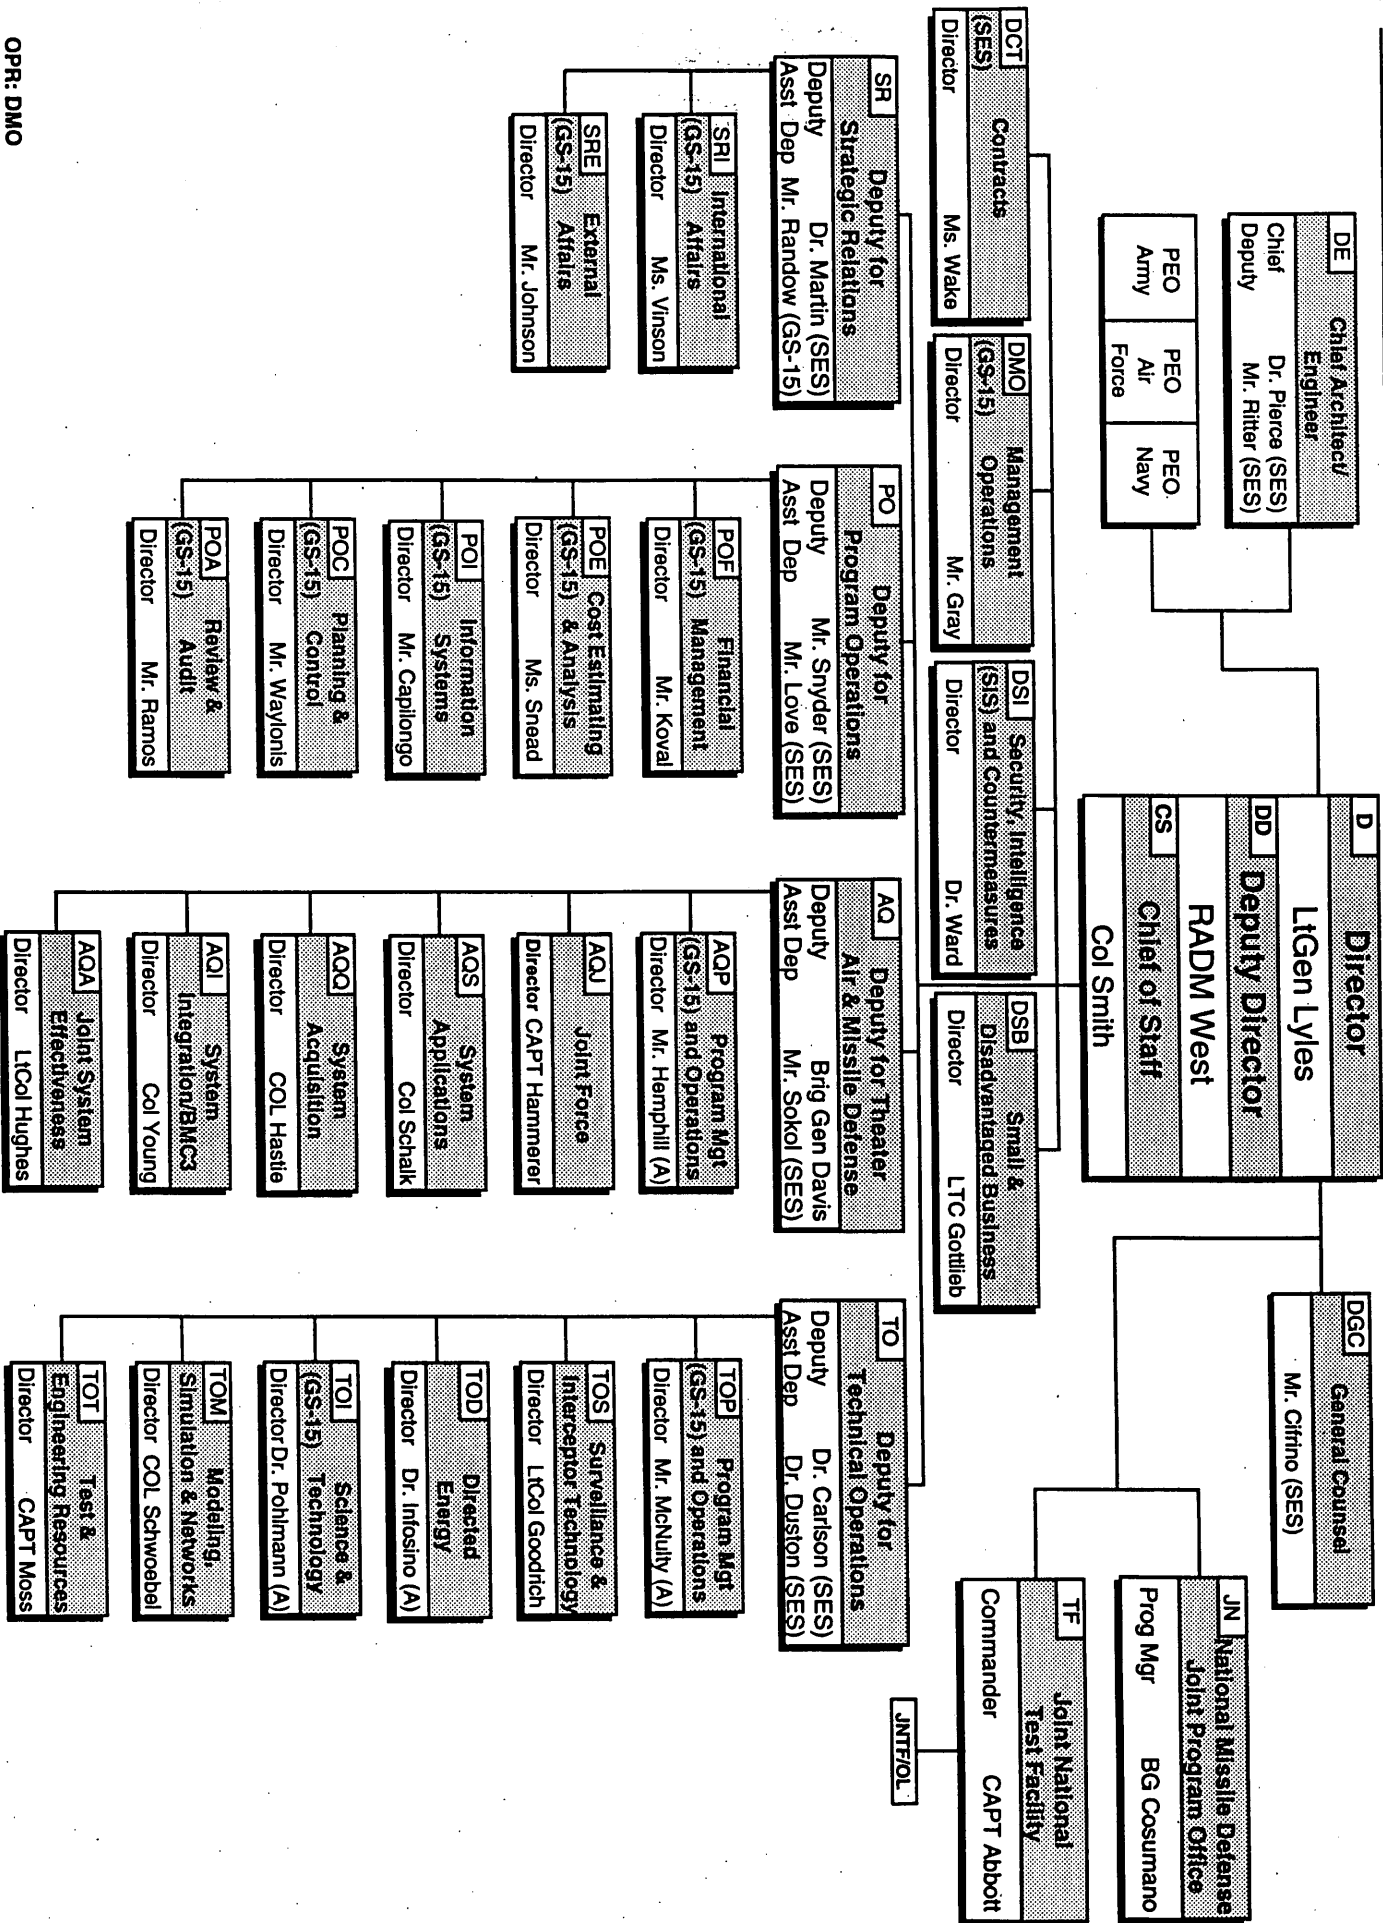 D
Director
LtGen Lyles
DD
Deputy Director
RADM West
CS
Chief of Staff
Col Smith
DE
Chief Architect/
Engineer
Chief Dr. Pierce (SES)
Deputy Mr. Ritter (SES)
PEO
Army
PEO
Air
Force
PEO
Navy
DGC
General Counsel
Mr. Cifrino (SES)
JN
National Missile Defense
Joint Program Office
Prog Mgr BG Cosumano
TF
Joint National
Test Facility
Commander CAPT Abbott
JNTF/OL
DCT
Contracts
(SES)
Director Ms. Wake
DMO
Management
(GS-15) Operations
Director Mr. Gray
DSI
Security, Intelligence
(SIS) and Countermeasures
Director Dr. Ward
DSB
Small &
Disadvantaged Business
Director LTC Gottlieb
SR
Deputy for
Strategic Relations
Deputy Dr. Martin (SES)
Asst Dep Mr. Randow (GS-15)
SRI
International
(GS-15) Affairs
Director Ms. Vinson
SRE
External
(GS-15) Affairs
Director Mr. Johnson
PO
Deputy for
Program Operations
Deputy Mr. Snyder (SES)
Asst Dep Mr. Love (SES)
POF
Financial
(GS-15) Management
Director Mr. Koval
POE
Cost Estimating
(GS-15) & Analysis
Director Ms. Snead
POI
Information
(GS-15) Systems
Director Mr. Capilongo
POC
Planning &
(GS-15) Control
Director Mr. Waylonis
POA
Review &
(GS-15) Audit
Director Mr. Ramos
AQ
Deputy for Theater
Air & Missile Defense
Deputy Brig Gen Davis
Asst Dep Mr. Sokol (SES)
AQP
Program Mgt
(GS-15) and Operations
Director Mr. Hemphill (A)
AQJ
Joint Force
Director CAPT Hammerer
AQS
System
Applications
Director Col Schalk
AQQ
System
Acquisition
Director COL Hastie
AQI
System
Integration/BMC3
Director Col Young
AQA
Joint System
Effectiveness
Director LtCol Hughes
TO
Deputy for
Technical Operations
Deputy Dr. Carlson (SES)
Asst Dep Dr. Duston (SES)
TOP
Program Mgt
(GS-15) and Operations
Director Mr. McNulty (A)
TOS
Surveillance &
Interceptor Technology
Director LtCol Goodrich
TOD
Directed
Energy
Director Dr. Infosino (A)
TOI
Science &
(GS-15) Technology
Director Dr. Pohlmann (A)
TOM
Modeling,
Simulation & Networks
Director COL Schwoebel
TOT
Test &
Engineering Resources
Director CAPT Moss
OPR: DMO